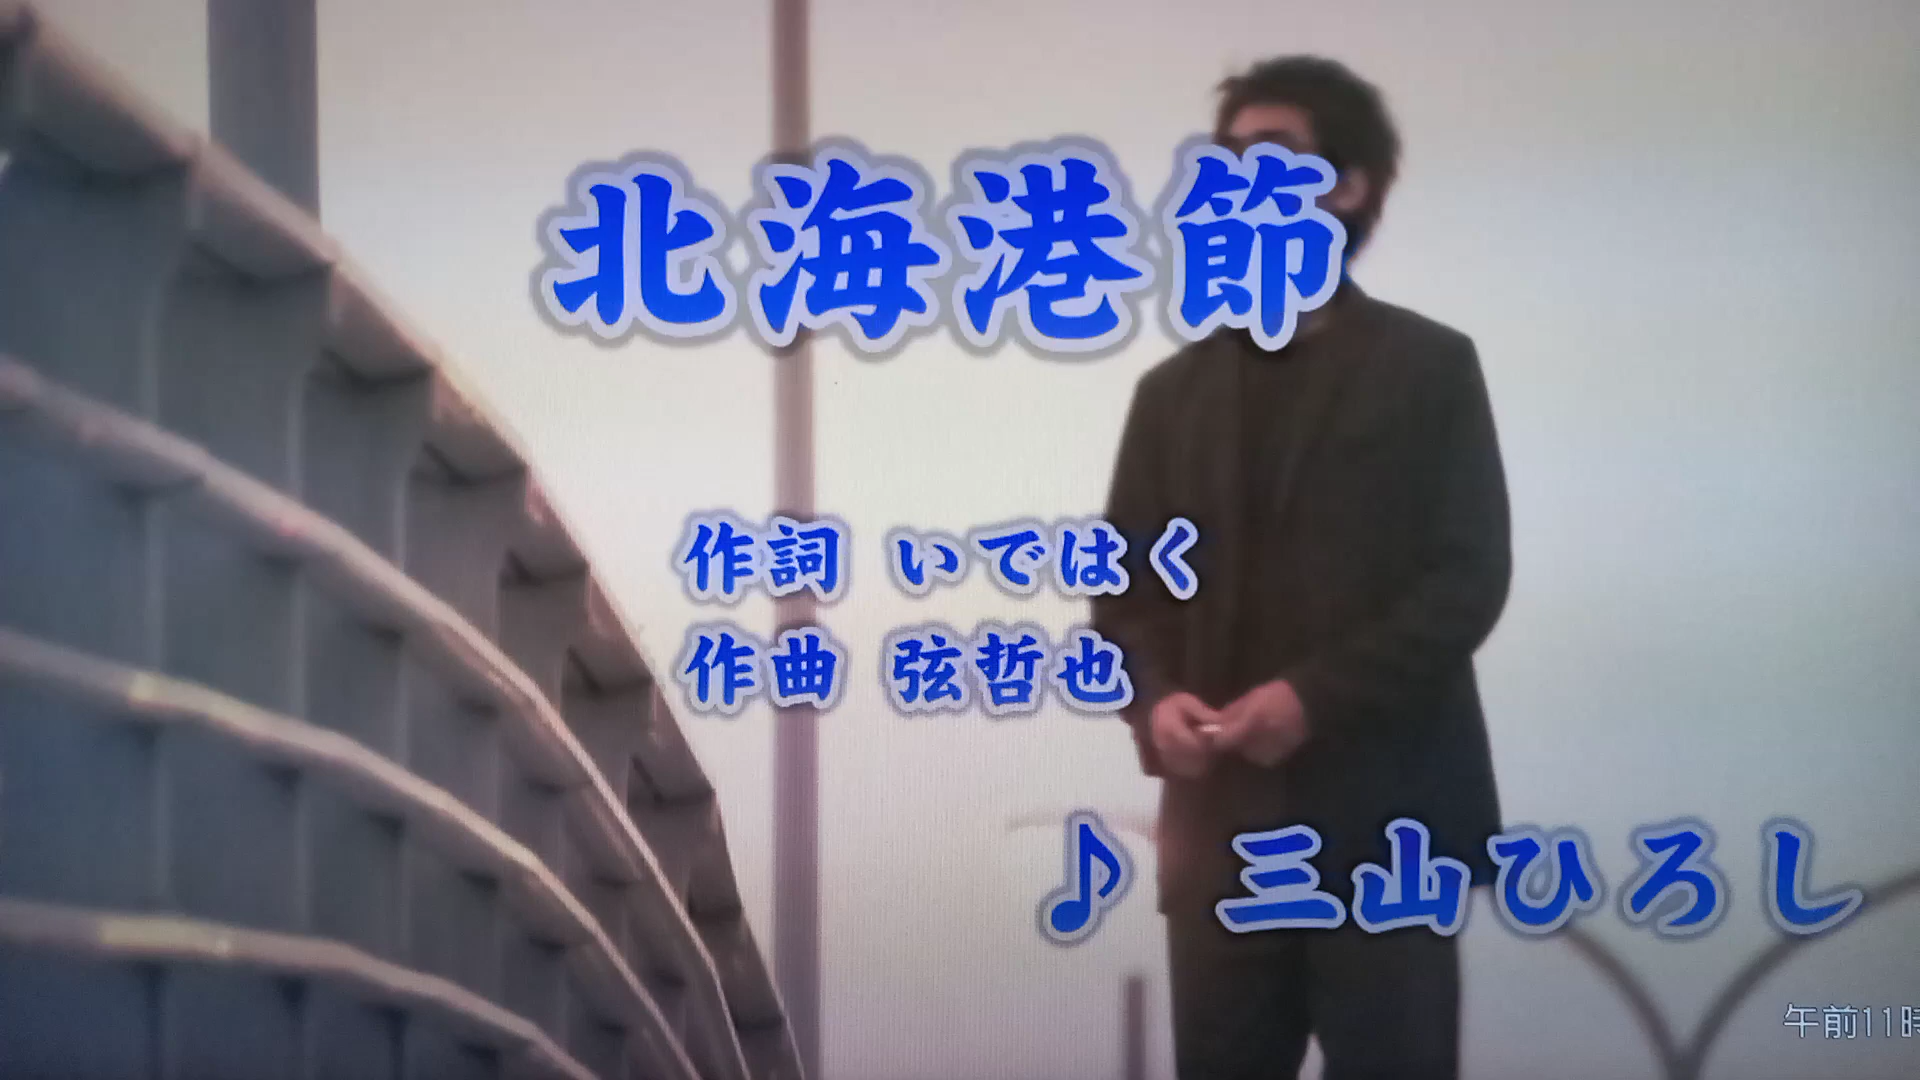 北海港節
作詞 いではく
作曲 弦哲也
♪ 三山ひろし
午前11時